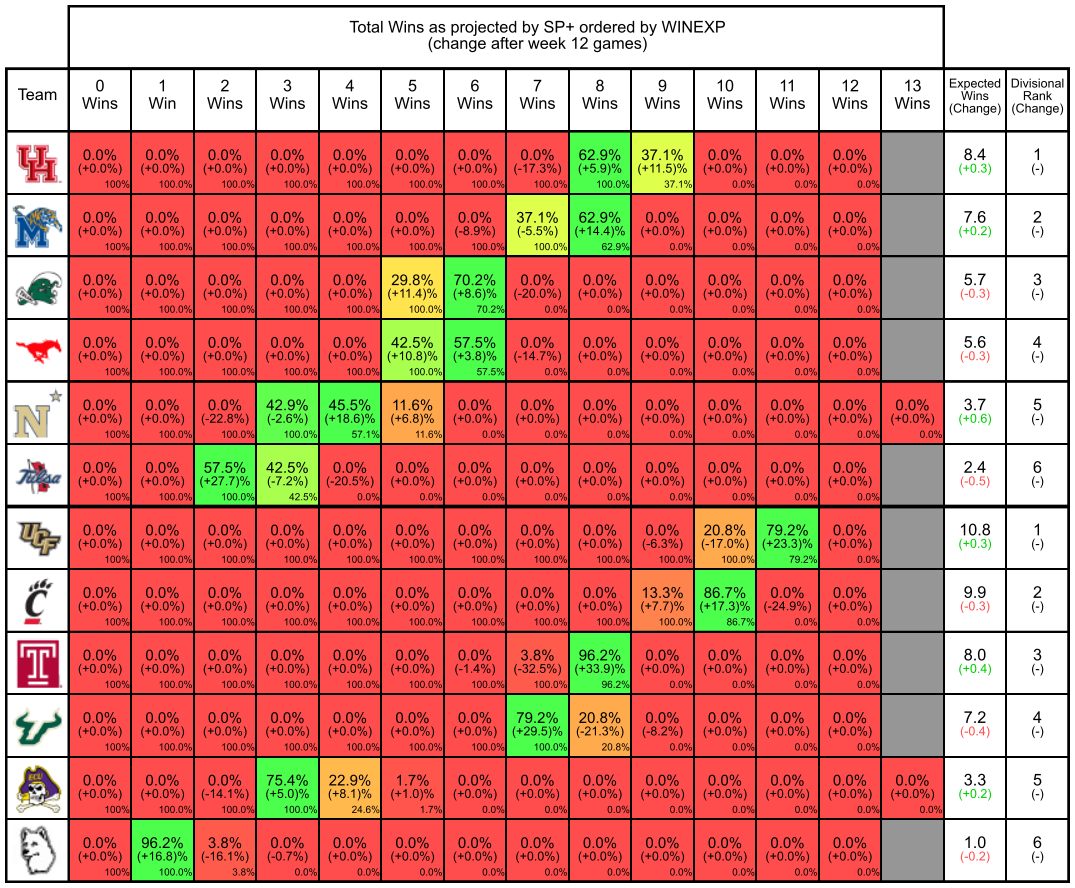 Total Wins as projected by SP+ ordered by WINEXP
(change after week 12 games)
Team 0 Wins 1 Win 2 Wins 3 Wins 4 Wins 5 Wins 6 Wins 7 Wins 8 Wins 9 Wins 10 Wins 11 Wins 12 Wins 13 Wins Expected Wins (Change) Divisional Rank (Change)
UH 0.0% 0.0% 0.0% 0.0% 0.0% 0.0% 0.0% 0.0% 62.9% 37.1% 0.0% 0.0% 0.0% 8.4 1
(+0.0%) (+0.0%) (+0.0%) (+0.0%) (+0.0%) (+0.0%) (+0.0%) (-17.3%) (+5.9)% (+11.5)% (+0.0%) (+0.0%) (+0.0%) (+0.3) (-)
100% 100.0% 100.0% 100.0% 100.0% 100.0% 100.0% 100.0% 100.0% 37.1% 0.0% 0.0% 0.0%
M 0.0% 0.0% 0.0% 0.0% 0.0% 0.0% 0.0% 37.1% 62.9% 0.0% 0.0% 0.0% 0.0% 7.6 2
(+0.0%) (+0.0%) (+0.0%) (+0.0%) (+0.0%) (+0.0%) (-8.9%) (-5.5%) (+14.4)% (+0.0%) (+0.0%) (+0.0%) (+0.0%) (+0.2) (-)
100% 100.0% 100.0% 100.0% 100.0% 100.0% 100.0% 100.0% 62.9% 0.0% 0.0% 0.0% 0.0%
0.0% 0.0% 0.0% 0.0% 0.0% 29.8% 70.2% 0.0% 0.0% 0.0% 0.0% 0.0% 0.0% 5.7 3
(+0.0%) (+0.0%) (+0.0%) (+0.0%) (+0.0%) (+11.4)% (+8.6)% (-20.0%) (+0.0%) (+0.0%) (+0.0%) (+0.0%) (+0.0%) (-0.3) (-)
100% 100.0% 100.0% 100.0% 100.0% 100.0% 70.2% 0.0% 0.0% 0.0% 0.0% 0.0% 0.0%
0.0% 0.0% 0.0% 0.0% 0.0% 42.5% 57.5% 0.0% 0.0% 0.0% 0.0% 0.0% 0.0% 5.6 4
(+0.0%) (+0.0%) (+0.0%) (+0.0%) (+0.0%) (+10.8)% (+3.8)% (-14.7%) (+0.0%) (+0.0%) (+0.0%) (+0.0%) (+0.0%) (-0.3) (-)
100% 100.0% 100.0% 100.0% 100.0% 100.0% 57.5% 0.0% 0.0% 0.0% 0.0% 0.0% 0.0%
N 0.0% 0.0% 0.0% 42.9% 45.5% 11.6% 0.0% 0.0% 0.0% 0.0% 0.0% 0.0% 0.0% 0.0% 3.7 5
(+0.0%) (+0.0%) (-22.8%) (-2.6%) (+18.6)% (+6.8)% (+0.0%) (+0.0%) (+0.0%) (+0.0%) (+0.0%) (+0.0%) (+0.0%) (+0.0%) (+0.6) (-)
100% 100.0% 100.0% 100.0% 57.1% 11.6% 0.0% 0.0% 0.0% 0.0% 0.0% 0.0% 0.0% 0.0%
Tulsa 0.0% 0.0% 57.5% 42.5% 0.0% 0.0% 0.0% 0.0% 0.0% 0.0% 0.0% 0.0% 0.0% 2.4 6
(+0.0%) (+0.0%) (+27.7)% (-7.2%) (-20.5%) (+0.0%) (+0.0%) (+0.0%) (+0.0%) (+0.0%) (+0.0%) (+0.0%) (+0.0%) (-0.5) (-)
100% 100.0% 100.0% 42.5% 0.0% 0.0% 0.0% 0.0% 0.0% 0.0% 0.0% 0.0% 0.0%
UCF 0.0% 0.0% 0.0% 0.0% 0.0% 0.0% 0.0% 0.0% 0.0% 0.0% 20.8% 79.2% 0.0% 10.8 1
(+0.0%) (+0.0%) (+0.0%) (+0.0%) (+0.0%) (+0.0%) (+0.0%) (+0.0%) (+0.0%) (-6.3%) (-17.0%) (+23.3)% (+0.0%) (+0.3) (-)
100% 100.0% 100.0% 100.0% 100.0% 100.0% 100.0% 100.0% 100.0% 100.0% 100.0% 79.2% 0.0%
C 0.0% 0.0% 0.0% 0.0% 0.0% 0.0% 0.0% 0.0% 0.0% 13.3% 86.7% 0.0% 0.0% 9.9 2
(+0.0%) (+0.0%) (+0.0%) (+0.0%) (+0.0%) (+0.0%) (+0.0%) (+0.0%) (+0.0%) (+7.7)% (+17.3)% (-24.9%) (+0.0%) (-0.3) (-)
100% 100.0% 100.0% 100.0% 100.0% 100.0% 100.0% 100.0% 100.0% 100.0% 86.7% 0.0% 0.0%
T 0.0% 0.0% 0.0% 0.0% 0.0% 0.0% 0.0% 3.8% 96.2% 0.0% 0.0% 0.0% 0.0% 8.0 3
(+0.0%) (+0.0%) (+0.0%) (+0.0%) (+0.0%) (+0.0%) (-1.4%) (-32.5%) (+33.9)% (+0.0%) (+0.0%) (+0.0%) (+0.0%) (+0.4) (-)
100% 100.0% 100.0% 100.0% 100.0% 100.0% 100.0% 100.0% 96.2% 0.0% 0.0% 0.0% 0.0%
0.0% 0.0% 0.0% 0.0% 0.0% 0.0% 0.0% 79.2% 20.8% 0.0% 0.0% 0.0% 0.0% 7.2 4
(+0.0%) (+0.0%) (+0.0%) (+0.0%) (+0.0%) (+0.0%) (+0.0%) (+29.5)% (-21.3%) (-8.2%) (+0.0%) (+0.0%) (+0.0%) (-0.4) (-)
100% 100.0% 100.0% 100.0% 100.0% 100.0% 100.0% 100.0% 20.8% 0.0% 0.0% 0.0% 0.0%
ECU 0.0% 0.0% 0.0% 75.4% 22.9% 1.7% 0.0% 0.0% 0.0% 0.0% 0.0% 0.0% 0.0% 0.0% 3.3 5
(+0.0%) (+0.0%) (-14.1%) (+5.0)% (+8.1)% (+1.0)% (+0.0%) (+0.0%) (+0.0%) (+0.0%) (+0.0%) (+0.0%) (+0.0%) (+0.0%) (+0.2) (-)
100% 100.0% 100.0% 100.0% 24.6% 1.7% 0.0% 0.0% 0.0% 0.0% 0.0% 0.0% 0.0% 0.0%
0.0% 96.2% 3.8% 0.0% 0.0% 0.0% 0.0% 0.0% 0.0% 0.0% 0.0% 0.0% 0.0% 1.0 6
(+0.0%) (+16.8)% (-16.1%) (-0.7%) (+0.0%) (+0.0%) (+0.0%) (+0.0%) (+0.0%) (+0.0%) (+0.0%) (+0.0%) (+0.0%) (-0.2) (-)
100% 100.0% 3.8% 0.0% 0.0% 0.0% 0.0% 0.0% 0.0% 0.0% 0.0% 0.0% 0.0%